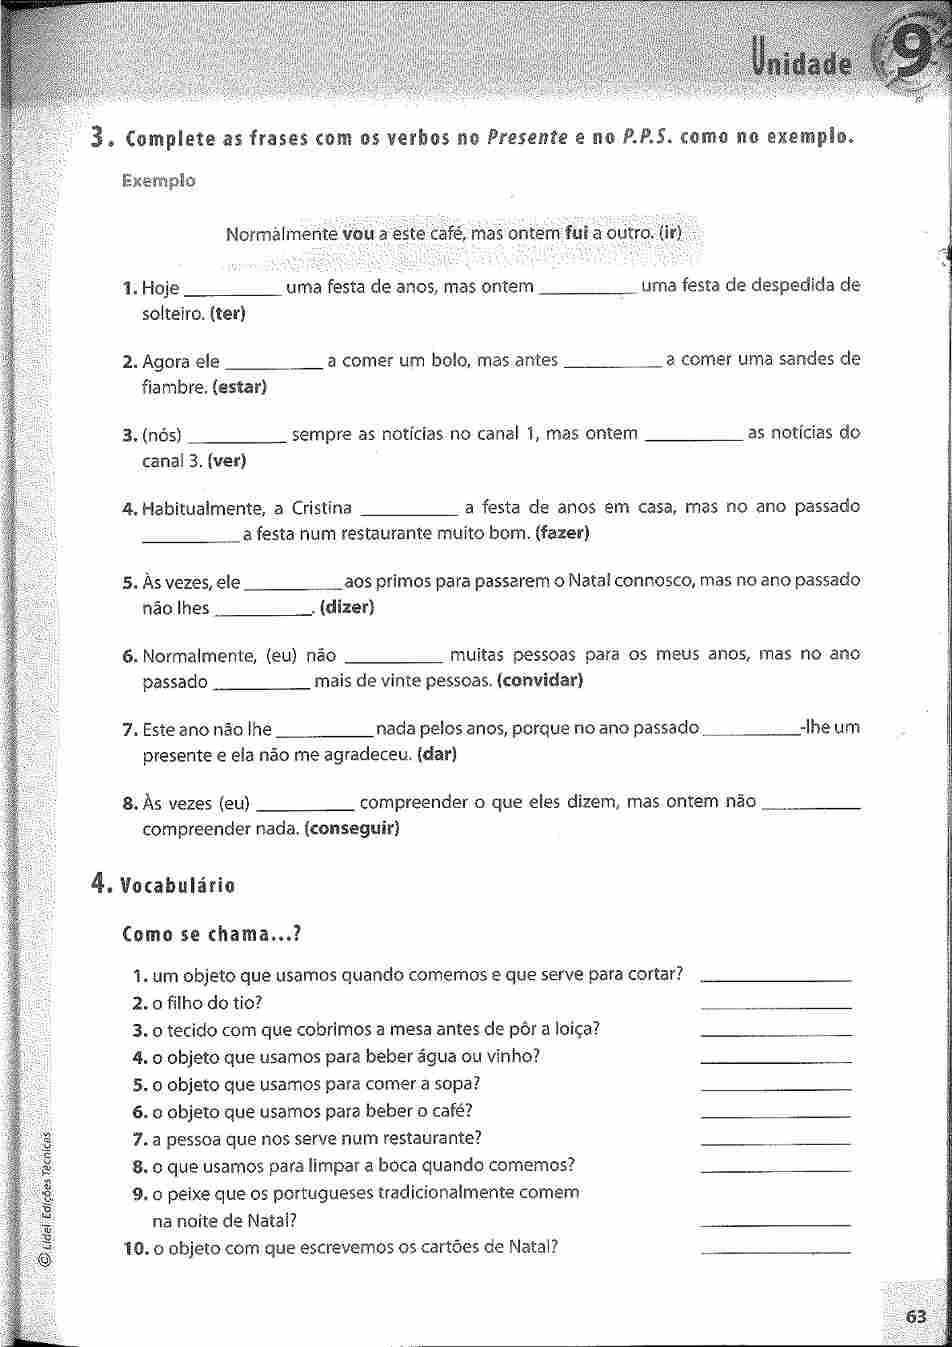 Unidade 9
3. Complete as frases com os verbos no Presente e no P.P.S. como no exemplo.
Exemplo
Normalmente vou a este café, mas ontem fui a outro. (ir)
1. Hoje __________ uma festa de anos, mas ontem __________ uma festa de despedida de
solteiro. (ter)
2. Agora ele __________ a comer um bolo, mas antes __________ a comer uma sandes de
fiambre. (estar)
3. (nós) __________ sempre as notícias no canal 1, mas ontem __________ as notícias do
canal 3. (ver)
4. Habitualmente, a Cristina __________ a festa de anos em casa, mas no ano passado
__________ a festa num restaurante muito bom. (fazer)
5. Às vezes, ele __________ aos primos para passarem o Natal connosco, mas no ano passado
não lhes __________. (dizer)
6. Normalmente, (eu) não __________ muitas pessoas para os meus anos, mas no ano
passado __________ mais de vinte pessoas. (convidar)
7. Este ano não lhe __________ nada pelos anos, porque no ano passado __________-lhe um
presente e ela não me agradeceu. (dar)
8. Às vezes (eu) __________ compreender o que eles dizem, mas ontem não __________
compreender nada. (conseguir)
4. Vocabulário
Como se chama...?
1. um objeto que usamos quando comemos e que serve para cortar? _______________
2. o filho do tio? _______________
3. o tecido com que cobrimos a mesa antes de pôr a loiça? _______________
4. o objeto que usamos para beber água ou vinho? _______________
5. o objeto que usamos para comer a sopa? _______________
6. o objeto que usamos para beber o café? _______________
7. a pessoa que nos serve num restaurante? _______________
8. o que usamos para limpar a boca quando comemos? _______________
9. o peixe que os portugueses tradicionalmente comem
na noite de Natal? _______________
10. o objeto com que escrevemos os cartões de Natal? _______________
© Lidel Edições Técnicas
63